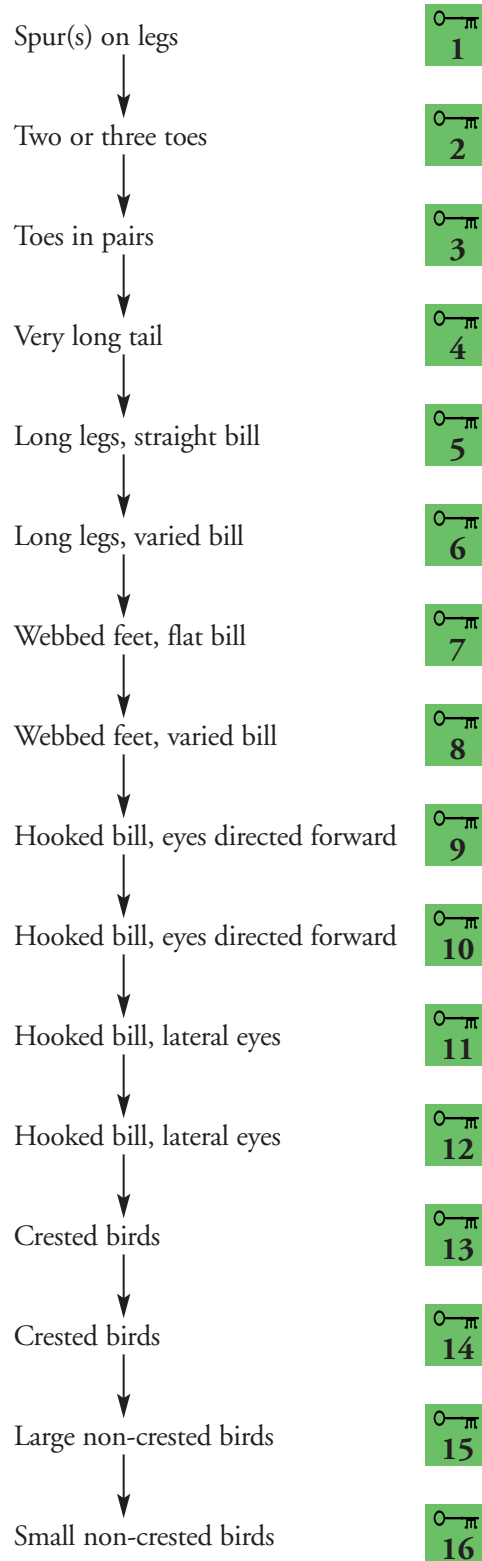 Spur(s) on legs 1
Two or three toes 2
Toes in pairs 3
Very long tail 4
Long legs, straight bill 5
Long legs, varied bill 6
Webbed feet, flat bill 7
Webbed feet, varied bill 8
Hooked bill, eyes directed forward 9
Hooked bill, eyes directed forward 10
Hooked bill, lateral eyes 11
Hooked bill, lateral eyes 12
Crested birds 13
Crested birds 14
Large non-crested birds 15
Small non-crested birds 16